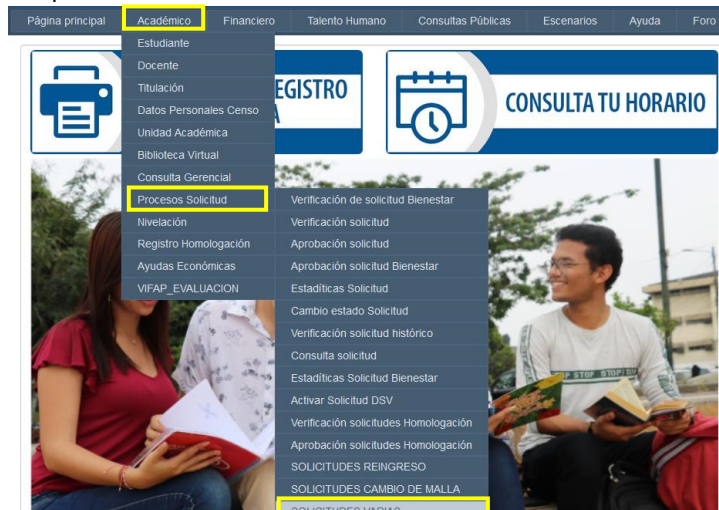 Página principal Académico Financiero Talento Humano Consultas Públicas Escenarios Ayuda Foro
Estudiante
Docente
Titulación
Datos Personales Censo
Unidad Académica
Biblioteca Virtual
Consulta Gerencial
Procesos Solicitud
Nivelación
Registro Homologación
Ayudas Económicas
VIFAP_EVALUACION
CONSULTA TU HORARIO
Verificación de solicitud Bienestar
Verificación solicitud
Aprobación solicitud
Aprobación solicitud Bienestar
Estadíticas Solicitud
Cambio estado Solicitud
Verificación solicitud histórico
Consulta solicitud
Estadíticas Solicitud Bienestar
Activar Solicitud DSV
Verificación solicitudes Homologación
Aprobación solicitudes Homologación
SOLICITUDES REINGRESO
SOLICITUDES CAMBIO DE MALLA
SOLICITUDES VARIAS